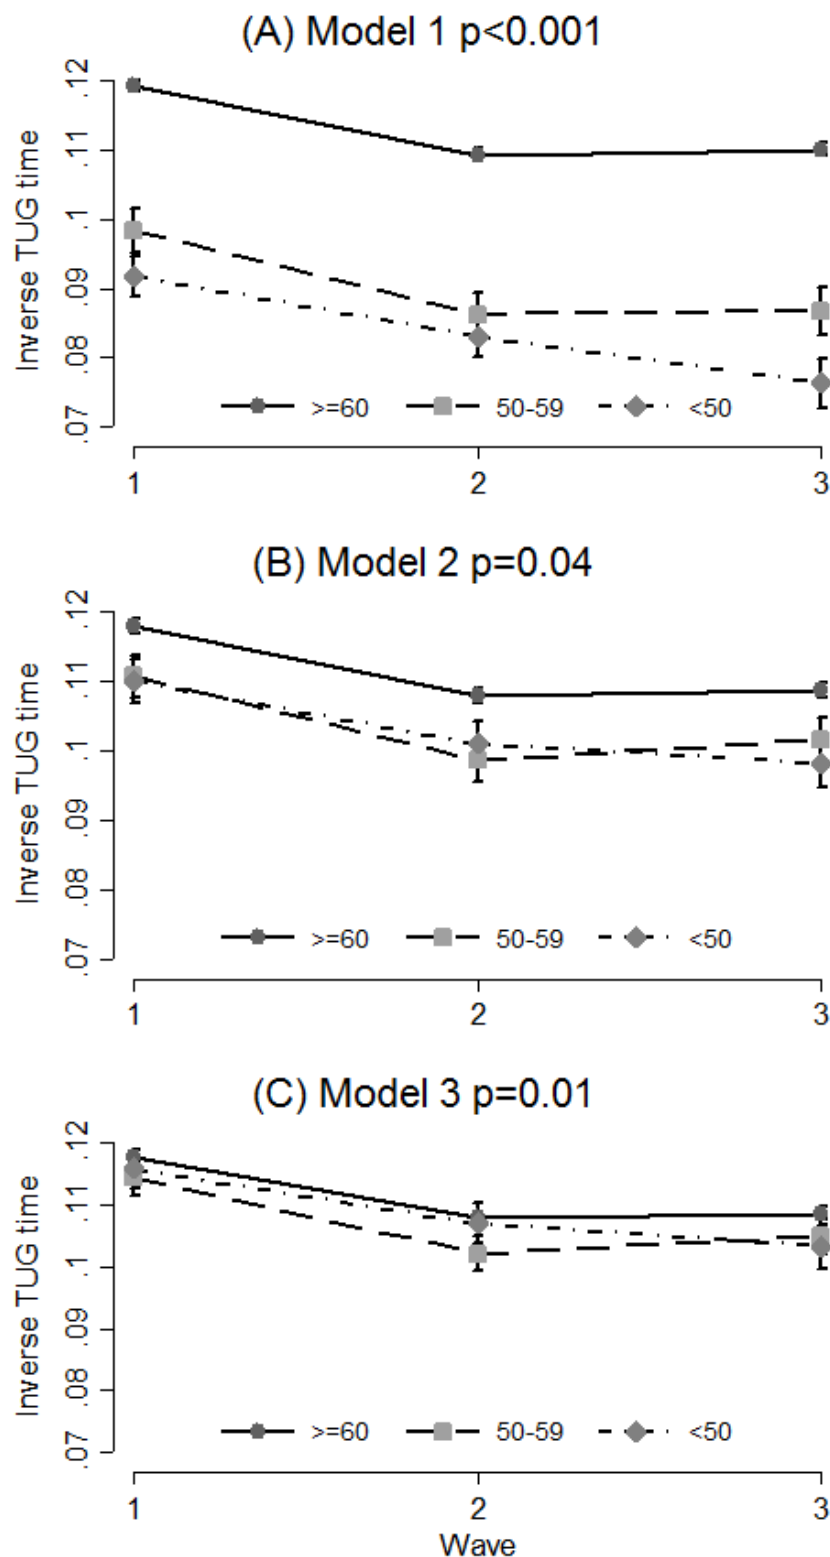 (A) Model 1 p<0.001
Inverse TUG time
.12
.11
.1
.09
.08
.07
>=60 50-59 <50
1 2 3
(B) Model 2 p=0.04
Inverse TUG time
.12
.11
.1
.09
.08
.07
>=60 50-59 <50
1 2 3
(C) Model 3 p=0.01
Inverse TUG time
.12
.11
.1
.09
.08
.07
>=60 50-59 <50
1 2 3
Wave